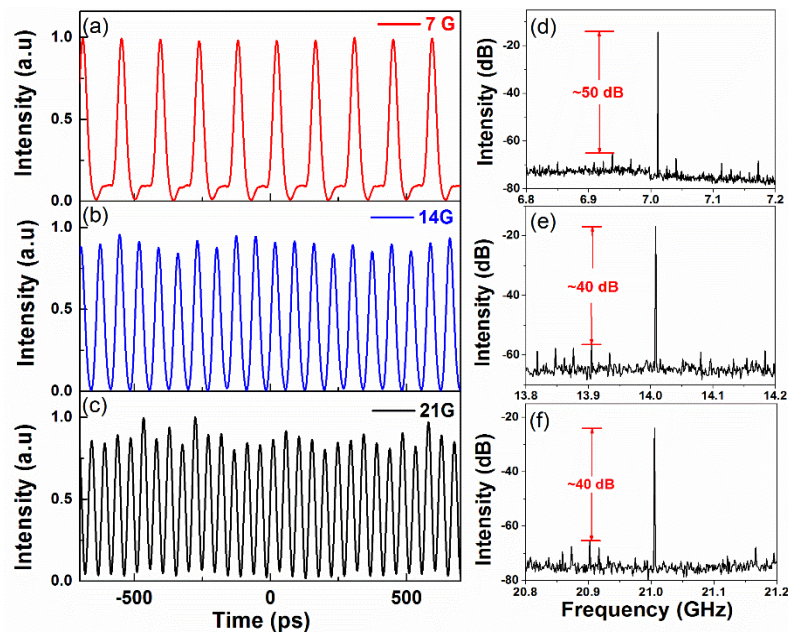 (a)
7 G
Intensity (a.u)
1.0
0.5
0.0
(b)
14G
Intensity (a.u)
1.0
0.5
0.0
(c)
21G
Intensity (a.u)
1.0
0.5
0.0
-500
0
500
Time (ps)
(d)
Intensity (dB)
-20
-40
-60
-80
~50 dB
6.8
6.9
7.0
7.1
7.2
(e)
Intensity (dB)
-20
-40
-60
~40 dB
13.8
13.9
14.0
14.1
14.2
(f)
Intensity (dB)
-20
-40
-60
-80
~40 dB
20.8
20.9
21.0
21.1
21.2
Frequency (GHz)